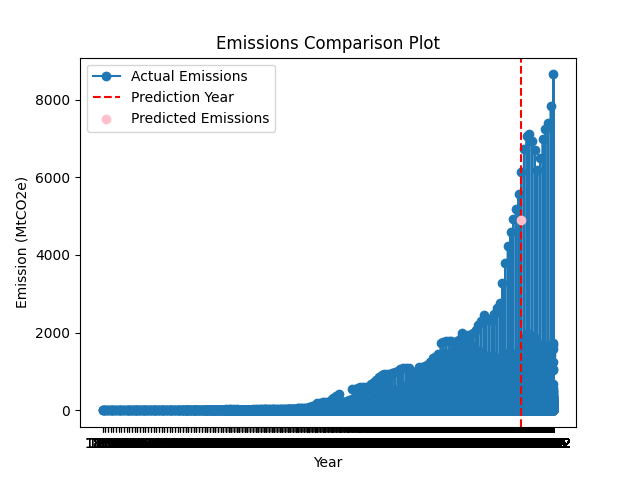 Emissions Comparison Plot
Actual Emissions
Prediction Year
Predicted Emissions
8000
6000
4000
2000
0
Emission (MtCO2e)
Year